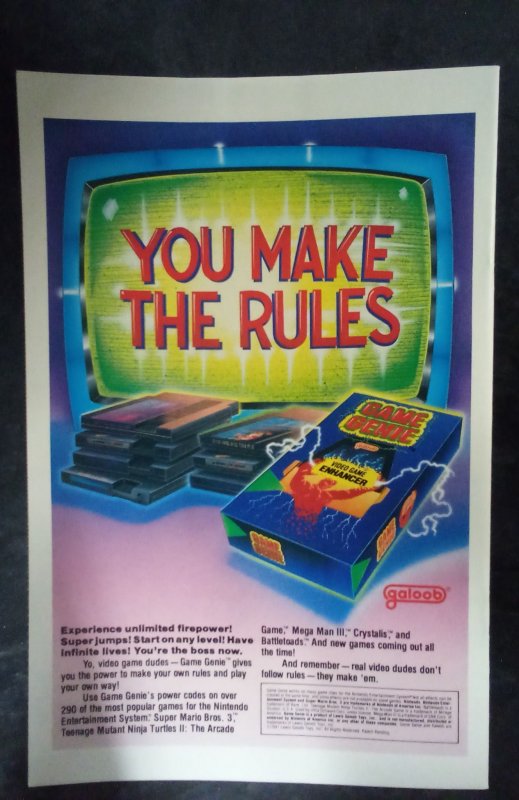 YOU MAKE
THE RULES
GAME
GENIE
galoob
VIDEO GAME
ENHANCER
GAME
GENIE
GAME
GENIE
galoob®
Experience unlimited firepower!
Super jumps! Start on any level! Have
infinite lives! You're the boss now.
Yo, video game dudes — Game Genie™ gives
you the power to make your own rules and play
your own way!
Use Game Genie's power codes on over
290 of the most popular games for the Nintendo
Entertainment System.® Super Mario Bros. 3,™
Teenage Mutant Ninja Turtles II: The Arcade
Game,™ Mega Man III,™ Crystalis,™ and
Battletoads.™ And new games coming out all
the time!
And remember — real video dudes don't
follow rules — they make 'em.